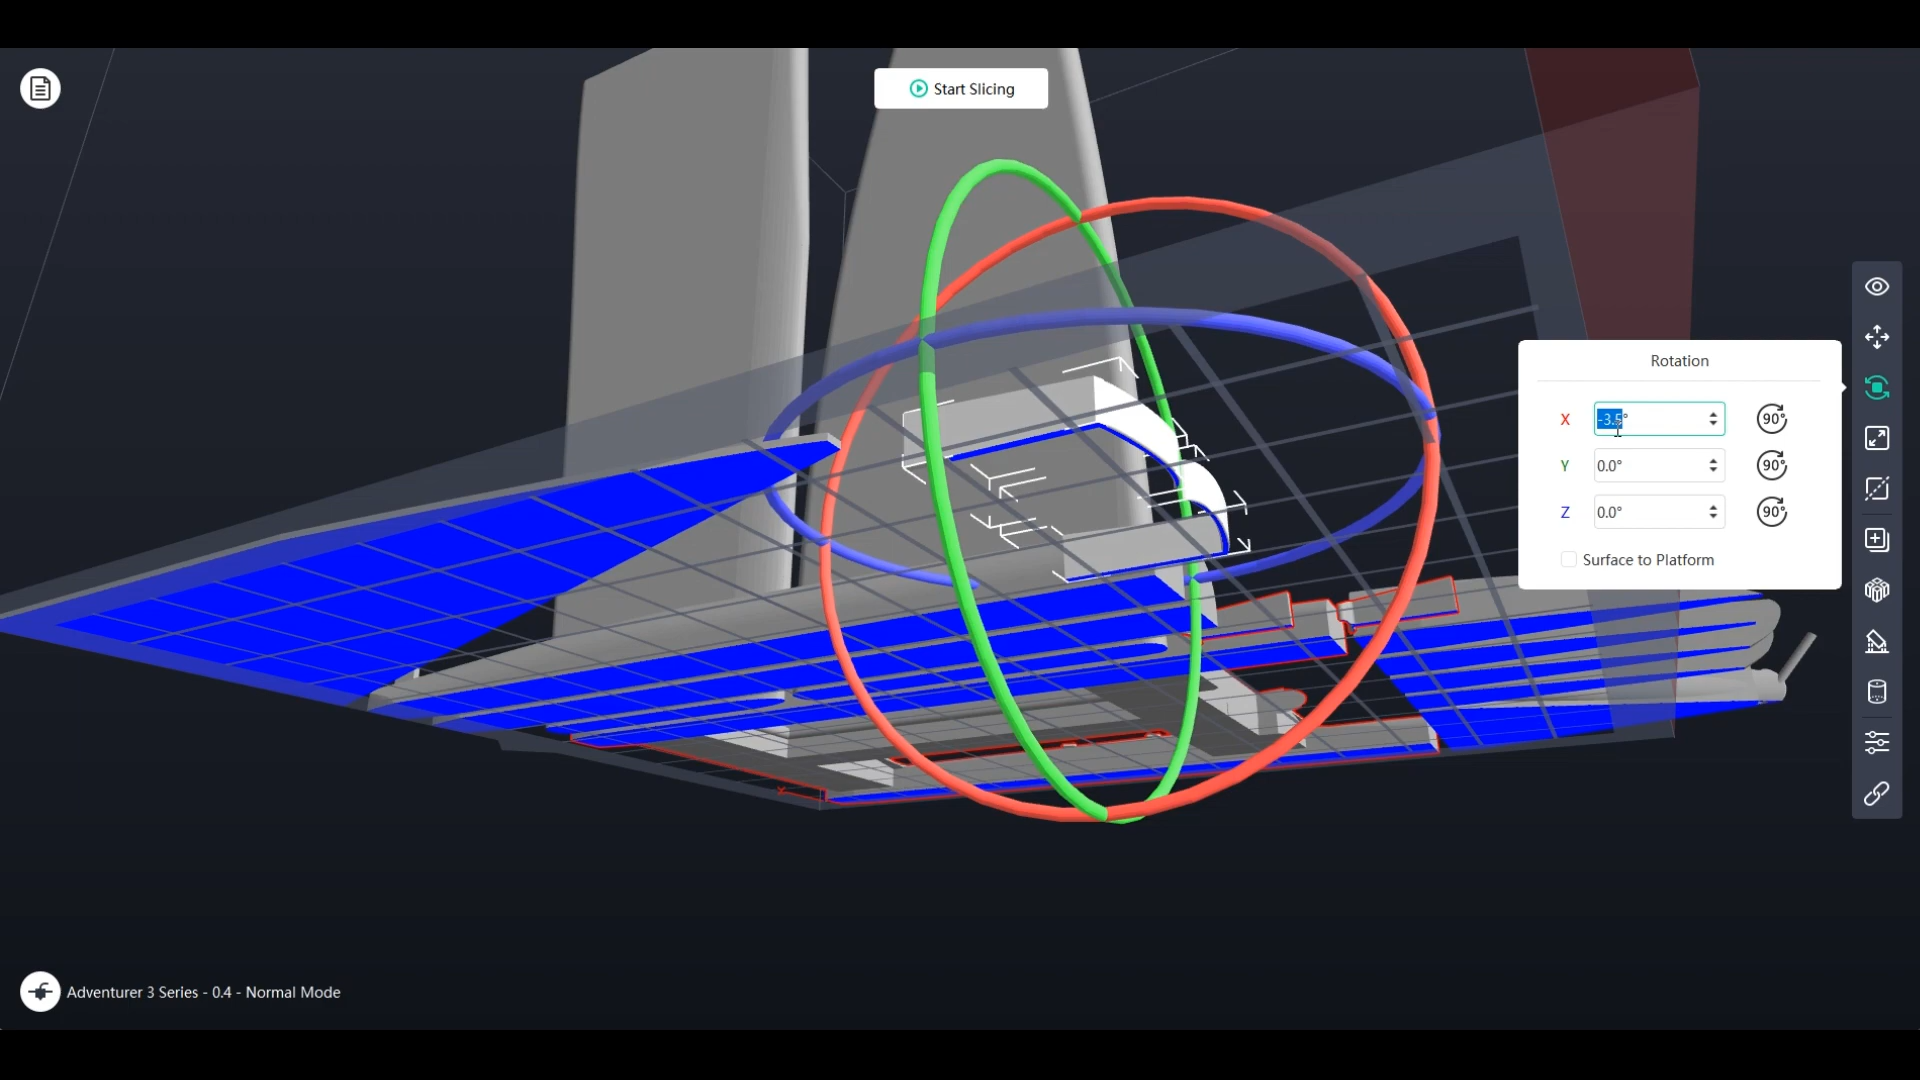 Start Slicing
Rotation
X -3.5° 90°
Y 0.0° 90°
Z 0.0° 90°
Surface to Platform
Adventurer 3 Series - 0.4 - Normal Mode